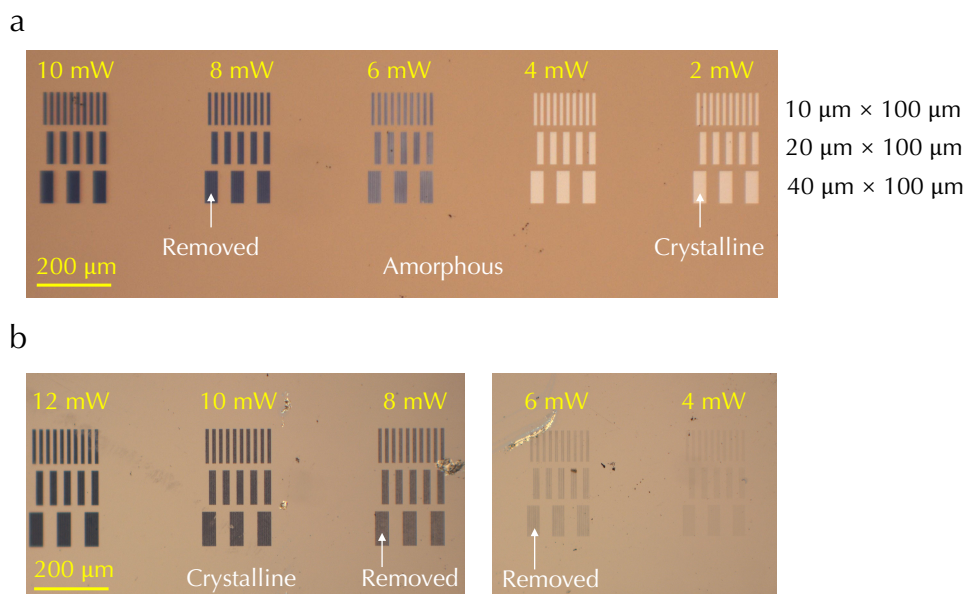 a
10 mW 8 mW 6 mW 4 mW 2 mW
10 μm × 100 μm
20 μm × 100 μm
40 μm × 100 μm
Removed
Amorphous
Crystalline
200 μm
b
12 mW 10 mW 8 mW 6 mW 4 mW
200 μm
Crystalline
Removed
Removed